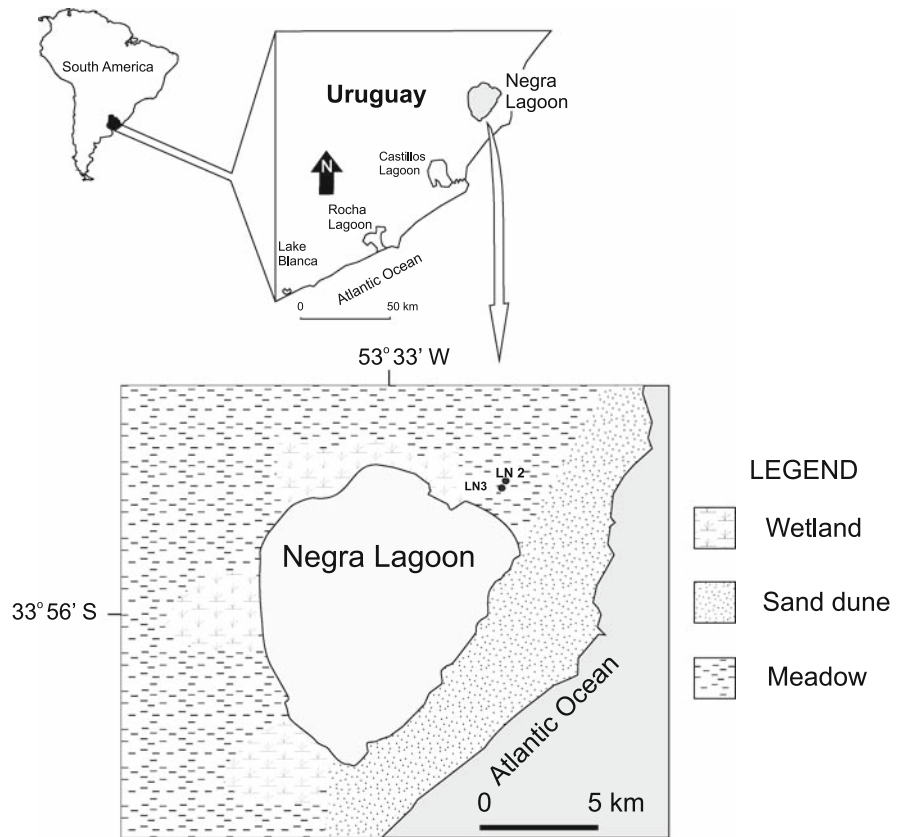 South America
Uruguay
Negra
Lagoon
N
Castillos
Lagoon
Rocha
Lagoon
Lake
Blanca
Atlantic Ocean
0 50 km
53° 33’ W
LN 2
LN3
Negra Lagoon
33° 56’ S
Atlantic Ocean
0 5 km
LEGEND
Wetland
Sand dune
Meadow